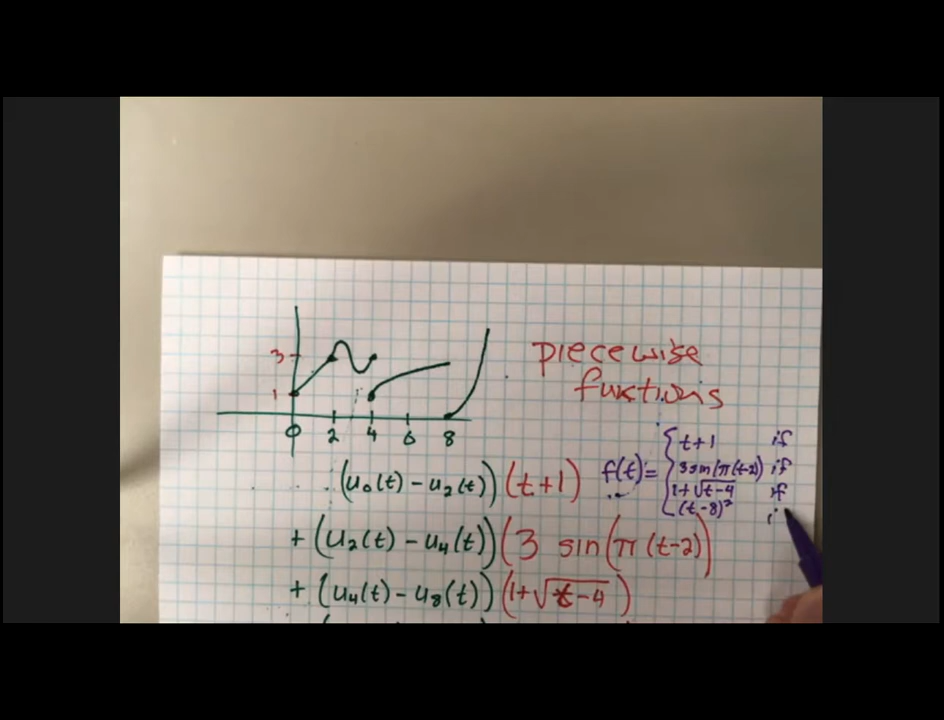 3
1
0 2 4 6 8
piecewise
functions
f(t) = { t+1 if
3 sin(π(t-2)) if
1+√t-4 if
(t-8)² i
(u₀(t) - u₂(t)) (t+1)
+ (u₂(t) - u₄(t)) (3 sin(π(t-2))
+ (u₄(t) - u₈(t)) (1+√t-4)